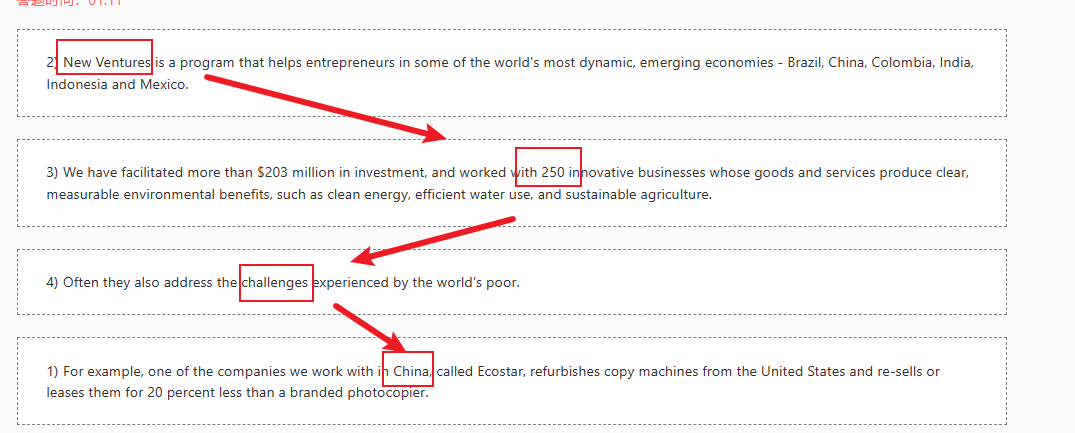 答题时间：01:11
2) New Ventures is a program that helps entrepreneurs in some of the world's most dynamic, emerging economies - Brazil, China, Colombia, India,
Indonesia and Mexico.
3) We have facilitated more than $203 million in investment, and worked with 250 innovative businesses whose goods and services produce clear,
measurable environmental benefits, such as clean energy, efficient water use, and sustainable agriculture.
4) Often they also address the challenges experienced by the world's poor.
1) For example, one of the companies we work with in China, called Ecostar, refurbishes copy machines from the United States and re-sells or
leases them for 20 percent less than a branded photocopier.